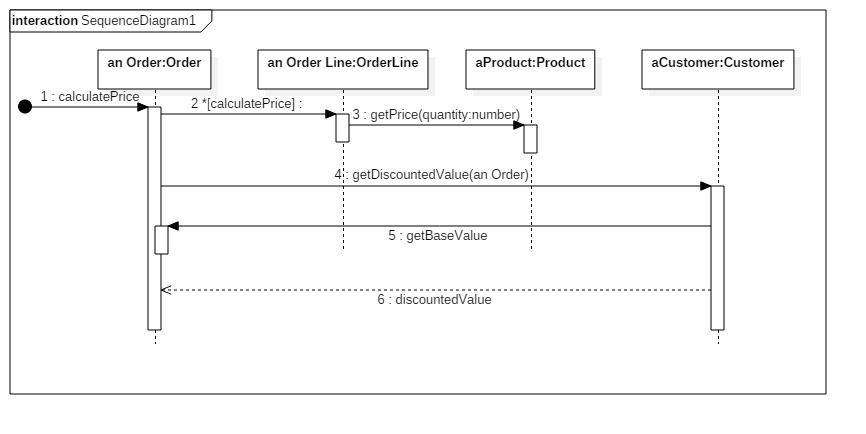 interaction SequenceDiagram1
an Order:Order
an Order Line:OrderLine
aProduct:Product
aCustomer:Customer
1 : calculatePrice
2 *[calculatePrice] :
3 : getPrice(quantity:number)
4 : getDiscountedValue(an Order)
5 : getBaseValue
6 : discountedValue